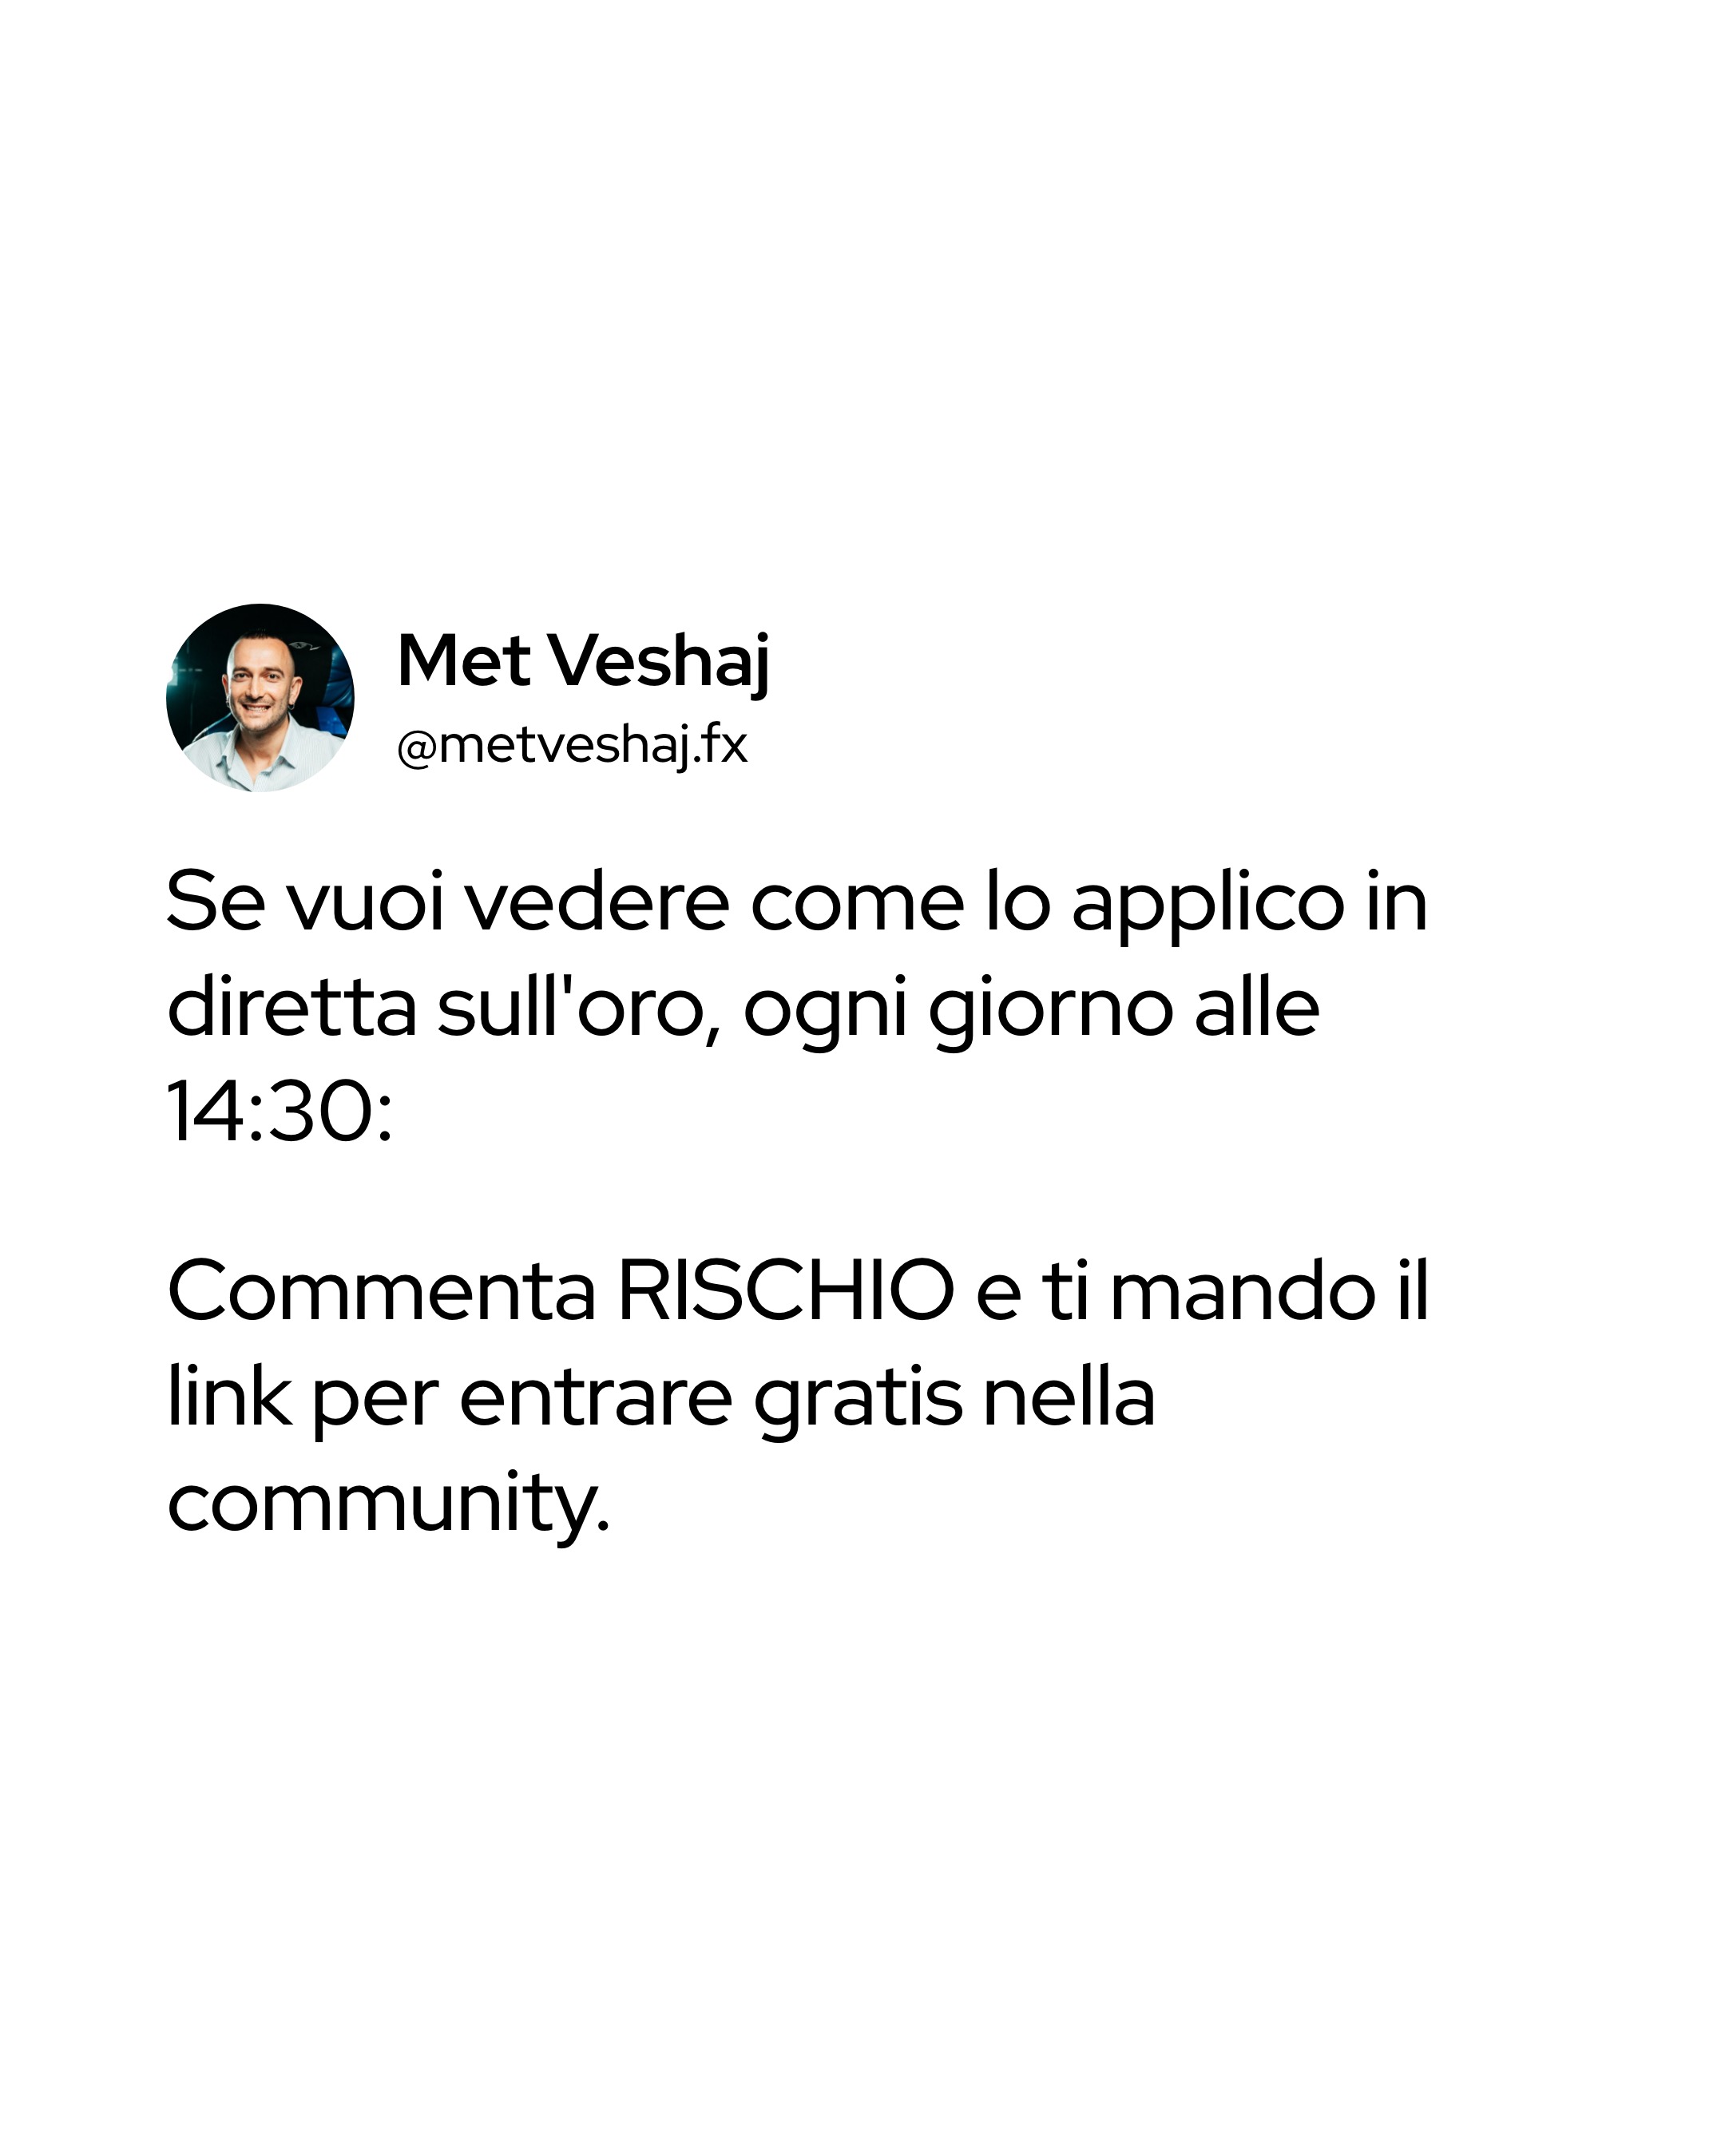 Met Veshaj
@metveshaj.fx
Se vuoi vedere come lo applico in
diretta sull'oro, ogni giorno alle
14:30:
Commenta RISCHIO e ti mando il
link per entrare gratis nella
community.